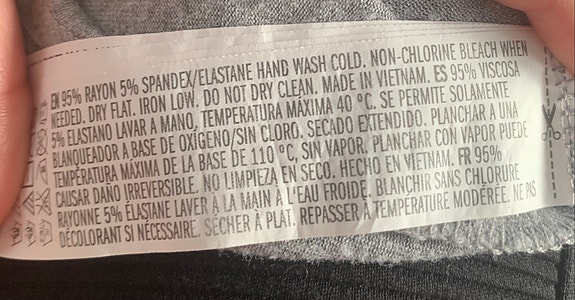 EN 95% RAYON 5% SPANDEX/ELASTANE HAND WASH COLD. NON-CHLORINE BLEACH WHEN
NEEDED. DRY FLAT. IRON LOW. DO NOT DRY CLEAN. MADE IN VIETNAM. ES 95% VISCOSA
5% ELASTANO LAVAR A MANO, TEMPERATURA MÁXIMA 40 °C. SE PERMITE SOLAMENTE
BLANQUEADOR A BASE DE OXÍGENO/SIN CLORO. SECADO EXTENDIDO. PLANCHAR A UNA
TEMPERATURA MÁXIMA DE LA BASE DE 110 °C, SIN VAPOR. PLANCHAR CON VAPOR PUEDE
CAUSAR DAÑO IRREVERSIBLE. NO LIMPIEZA EN SECO. HECHO EN VIETNAM. FR 95%
RAYONNE 5% ÉLASTANE LAVER À LA MAIN À L'EAU FROIDE. BLANCHIR SANS CHLORURE
DÉCOLORANT SI NÉCESSAIRE. SÉCHER À PLAT. REPASSER À TEMPÉRATURE MODÉRÉE. NE PAS